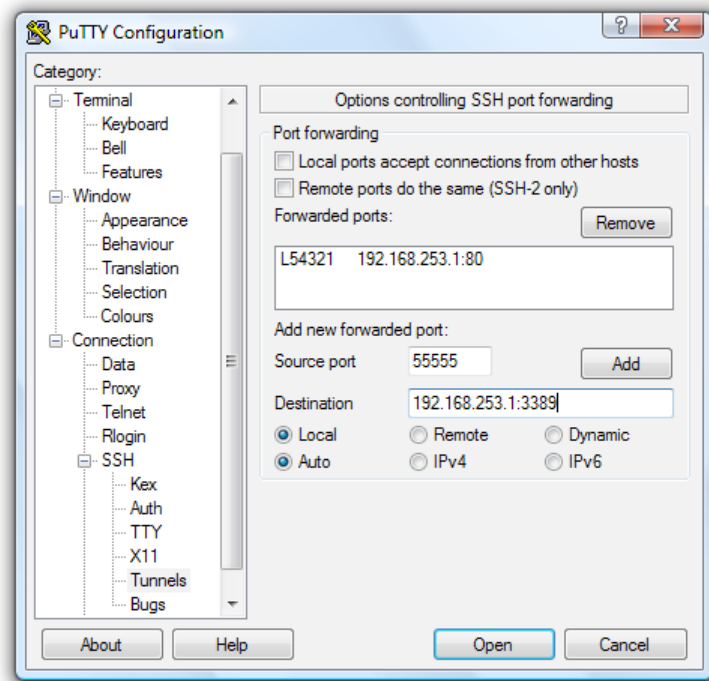 PuTTY Configuration
Category:
Terminal
Keyboard
Bell
Features
Window
Appearance
Behaviour
Translation
Selection
Colours
Connection
Data
Proxy
Telnet
Rlogin
SSH
Kex
Auth
TTY
X11
Tunnels
Bugs
Options controlling SSH port forwarding
Port forwarding
Local ports accept connections from other hosts
Remote ports do the same (SSH-2 only)
Forwarded ports:
Remove
L54321 192.168.253.1:80
Add new forwarded port:
Source port 55555 Add
Destination 192.168.253.1:3389
Local Remote Dynamic
Auto IPv4 IPv6
About Help Open Cancel